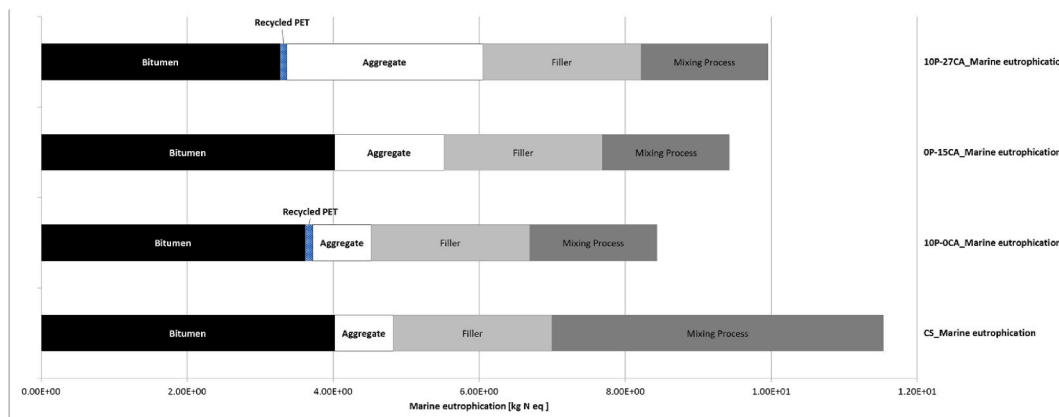 Recycled PET
Bitumen Aggregate Filler Mixing Process 10P-27CA_Marine eutrophicatio
Bitumen Aggregate Filler Mixing Process 0P-15CA_Marine eutrophication
Recycled PET
Bitumen Aggregate Filler Mixing Process 10P-0CA_Marine eutrophication
Bitumen Aggregate Filler Mixing Process CS_Marine eutrophication
0.00E+00 2.00E+00 4.00E+00 6.00E+00 8.00E+00 1.00E+01 1.20E+01
Marine eutrophication [kg N eq ]